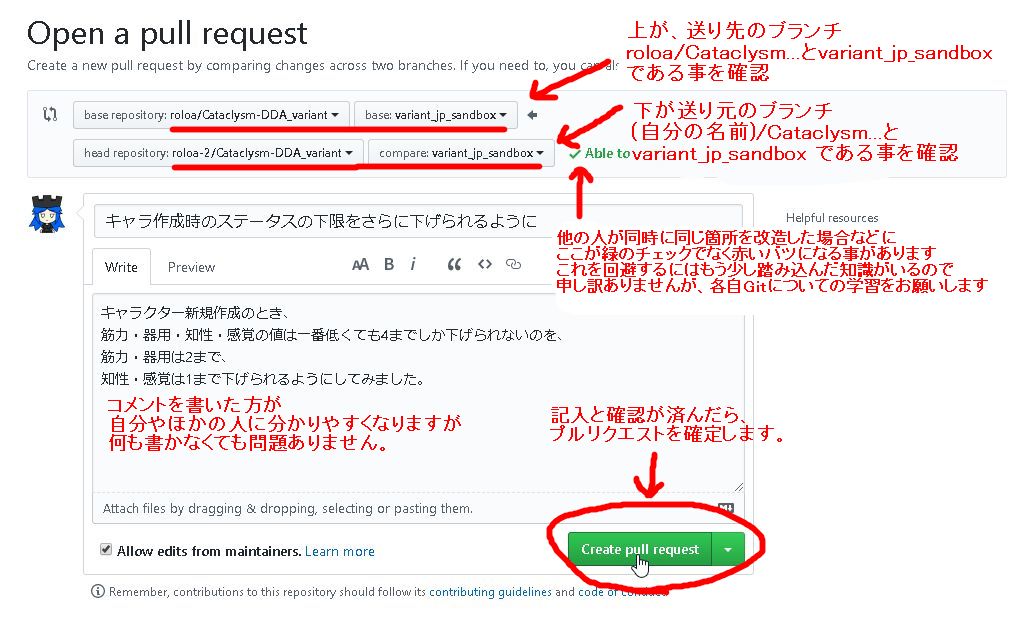 Open a pull request
Create a new pull request by comparing changes across two branches. If you need to, you can als
上が、送り先のブランチ
roloa/Cataclysm...とvariant_jp_sandbox
である事を確認
base repository: roloa/Cataclysm-DDA_variant base: variant_jp_sandbox
下が送り元のブランチ
(自分の名前)/Cataclysm...と
variant_jp_sandbox である事を確認
head repository: roloa-2/Cataclysm-DDA_variant compare: variant_jp_sandbox Able to
キャラ作成時のステータスの下限をさらに下げられるように
Helpful resources
他の人が同時に同じ箇所を改造した場合などに
ここが緑のチェックでなく赤いバツになる事があります
これを回避するにはもう少し踏み込んだ知識がいるので
申し訳ありませんが、各自Gitについての学習をお願いします
Write Preview AA B i “ <>
キャラクター新規作成のとき、
筋力・器用・知性・感覚の値は一番低くても4までしか下げられないのを、
筋力・器用は2まで、
知性・感覚は1まで下げられるようにしてみました。
コメントを書いた方が
自分やほかの人に分かりやすくなりますが
何も書かなくても問題ありません。
記入と確認が済んだら、
プルリクエストを確定します。
Attach files by dragging & dropping, selecting or pasting them.
Allow edits from maintainers. Learn more
Create pull request
Remember, contributions to this repository should follow its contributing guidelines and code of conduct